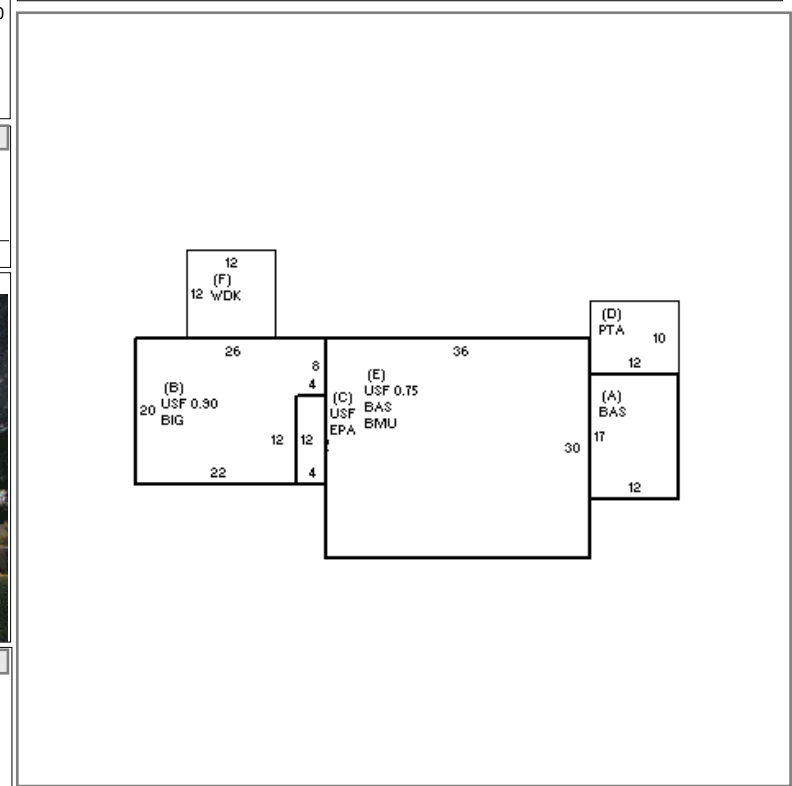 12
(F)
12 WDK
(D)
PTA
10
12
26
36
8
4
(B)
USF 0.90
20
BIG
(C)
USF
EPA
(E)
USF 0.75
BAS
BMU
(A)
BAS
17
12
12
30
22
4
12